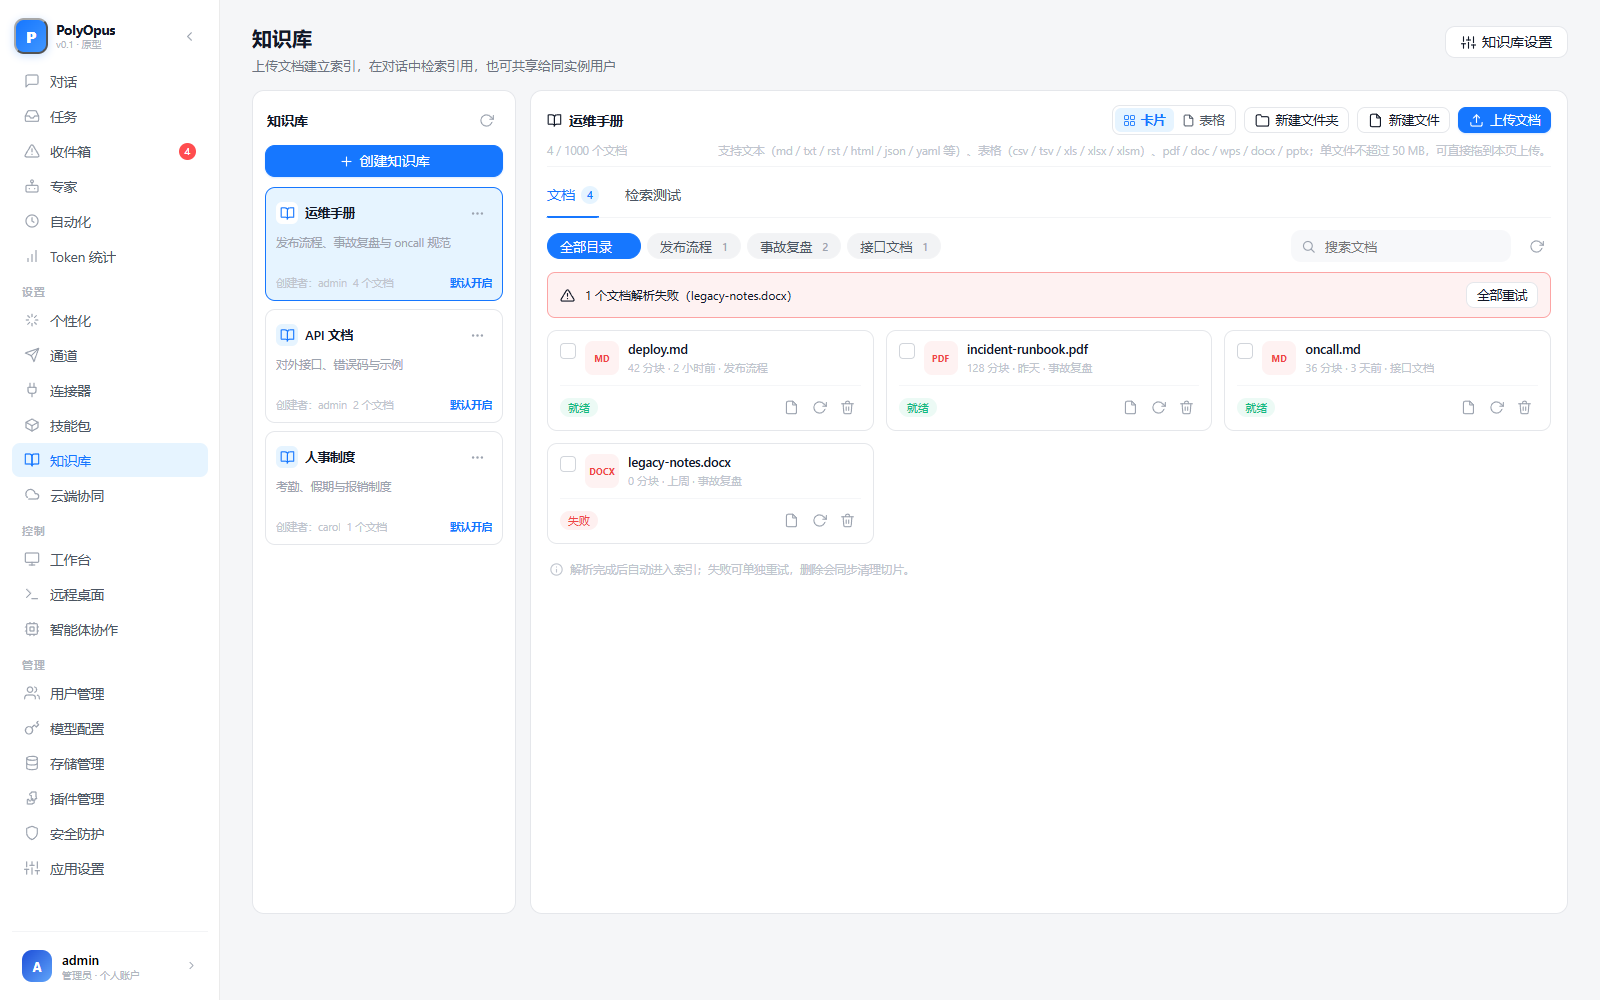 P
PolyOpus
v0.1 · 原型
对话
任务
收件箱
4
专家
自动化
Token 统计
设置
个性化
通道
连接器
技能包
知识库
云端协同
控制
工作台
远程桌面
智能体协作
管理
用户管理
模型配置
存储管理
插件管理
安全防护
应用设置
A
admin
管理员 · 个人账户
知识库
上传文档建立索引，在对话中检索引用，也可共享给同实例用户
知识库设置
知识库
创建知识库
运维手册
发布流程、事故复盘与 oncall 规范
创建者：admin 4 个文档
默认开启
API 文档
对外接口、错误码与示例
创建者：admin 2 个文档
默认开启
人事制度
考勤、假期与报销制度
创建者：carol 1 个文档
默认开启
运维手册
卡片
表格
新建文件夹
新建文件
上传文档
4 / 1000 个文档
支持文本（md / txt / rst / html / json / yaml 等）、表格（csv / tsv / xls / xlsx / xlsm）、pdf / doc / wps / docx / pptx；单文件不超过 50 MB，可直接拖到本页上传。
文档 4
检索测试
全部目录
发布流程 1
事故复盘 2
接口文档 1
搜索文档
1 个文档解析失败（legacy-notes.docx）
全部重试
MD
deploy.md
42 分块 · 2 小时前 · 发布流程
就绪
PDF
incident-runbook.pdf
128 分块 · 昨天 · 事故复盘
就绪
MD
oncall.md
36 分块 · 3 天前 · 接口文档
就绪
DOCX
legacy-notes.docx
0 分块 · 上周 · 事故复盘
失败
解析完成后自动进入索引；失败可单独重试，删除会同步清理切片。